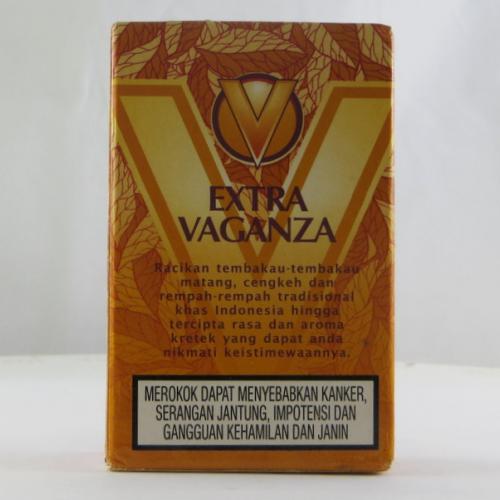 V
EXTRA
VAGANZA
Racikan tembakau-tembakau
matang, cengkeh dan
rempah-rempah tradisional
khas Indonesia hingga
tercipta rasa dan aroma
kretek yang dapat anda
nikmati keistimewaannya.
MEROKOK DAPAT MENYEBABKAN KANKER,
SERANGAN JANTUNG, IMPOTENSI DAN
GANGGUAN KEHAMILAN DAN JANIN